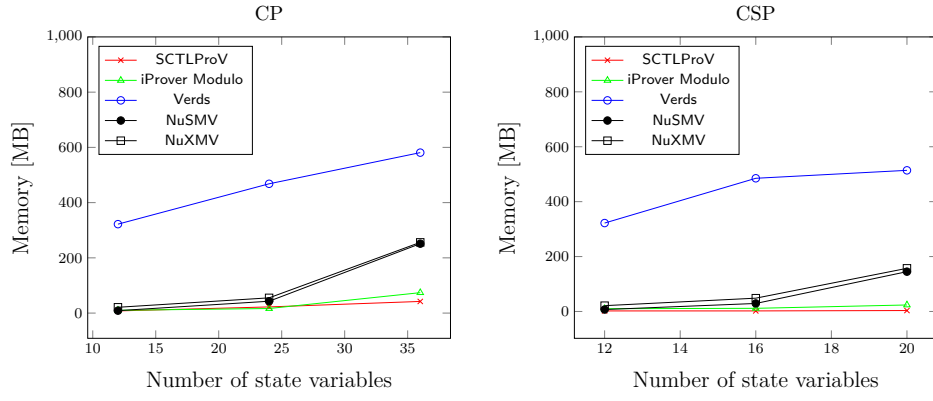 CP
1,000
800
600
400
200
0
Memory [MB]
SCTLProV
iProver Modulo
Verds
NuSMV
NuXMV
10 15 20 25 30 35
Number of state variables
CSP
1,000
800
600
400
200
0
Memory [MB]
SCTLProV
iProver Modulo
Verds
NuSMV
NuXMV
12 14 16 18 20
Number of state variables